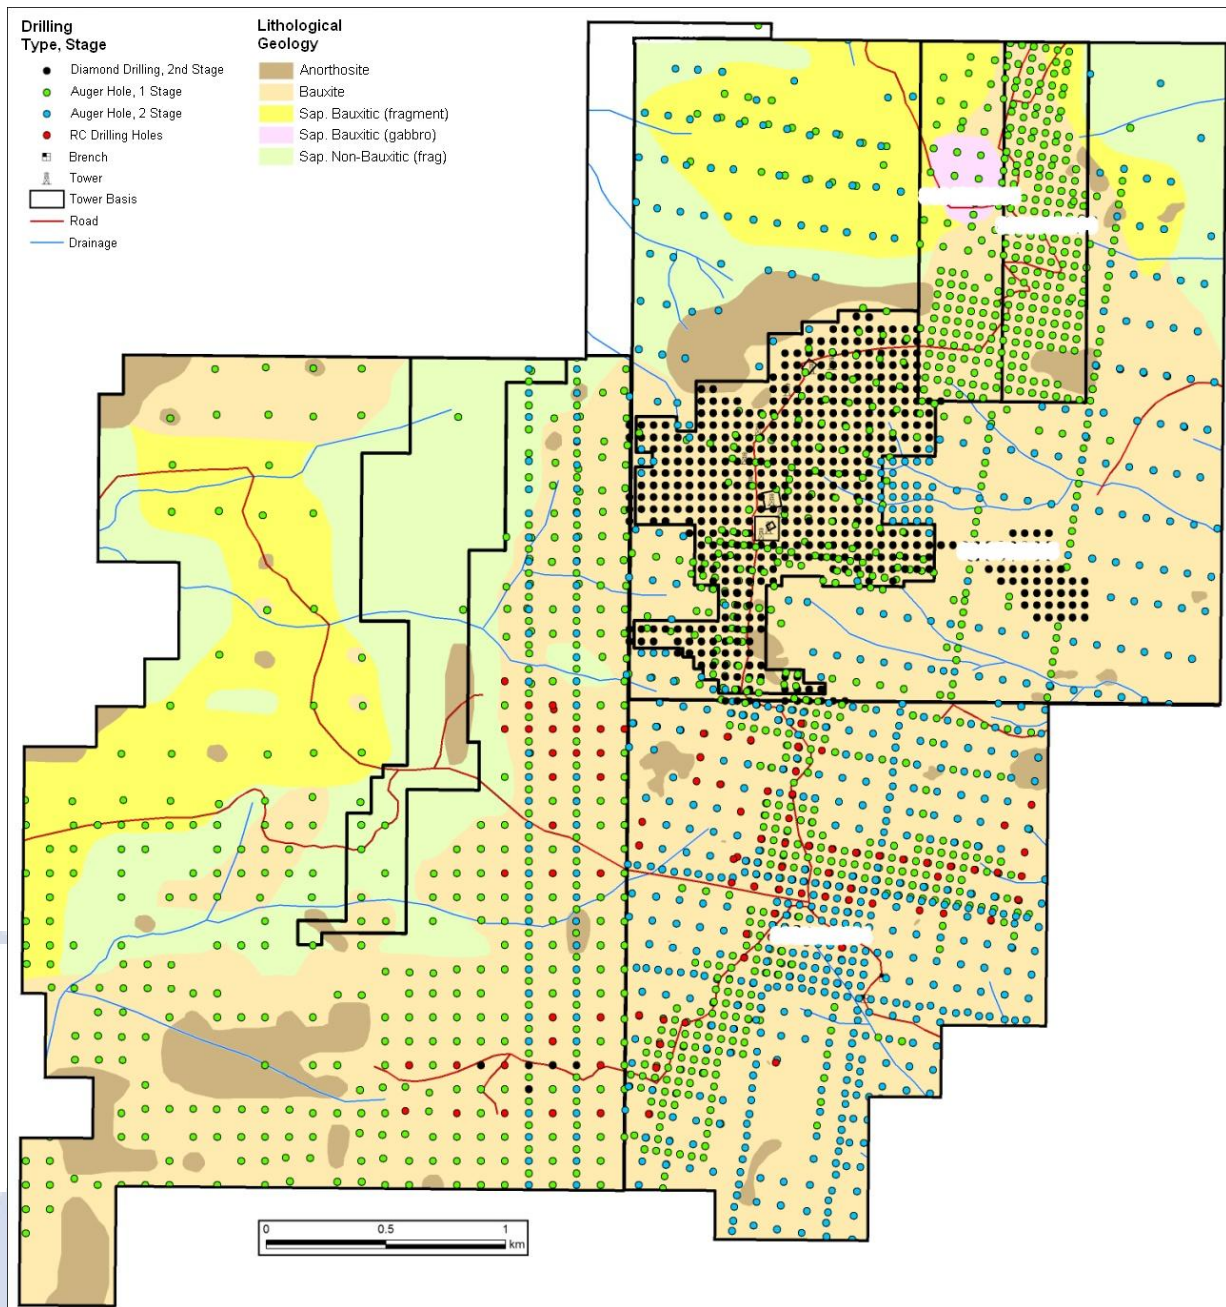 Drilling
Type, Stage
Diamond Drilling, 2nd Stage
Auger Hole, 1 Stage
Auger Hole, 2 Stage
RC Drilling Holes
Brench
Tower
Tower Basis
Road
Drainage
Lithological
Geology
Anorthosite
Bauxite
Sap. Bauxitic (fragment)
Sap. Bauxitic (gabbro)
Sap. Non-Bauxitic (frag)
0 0.5 1
km